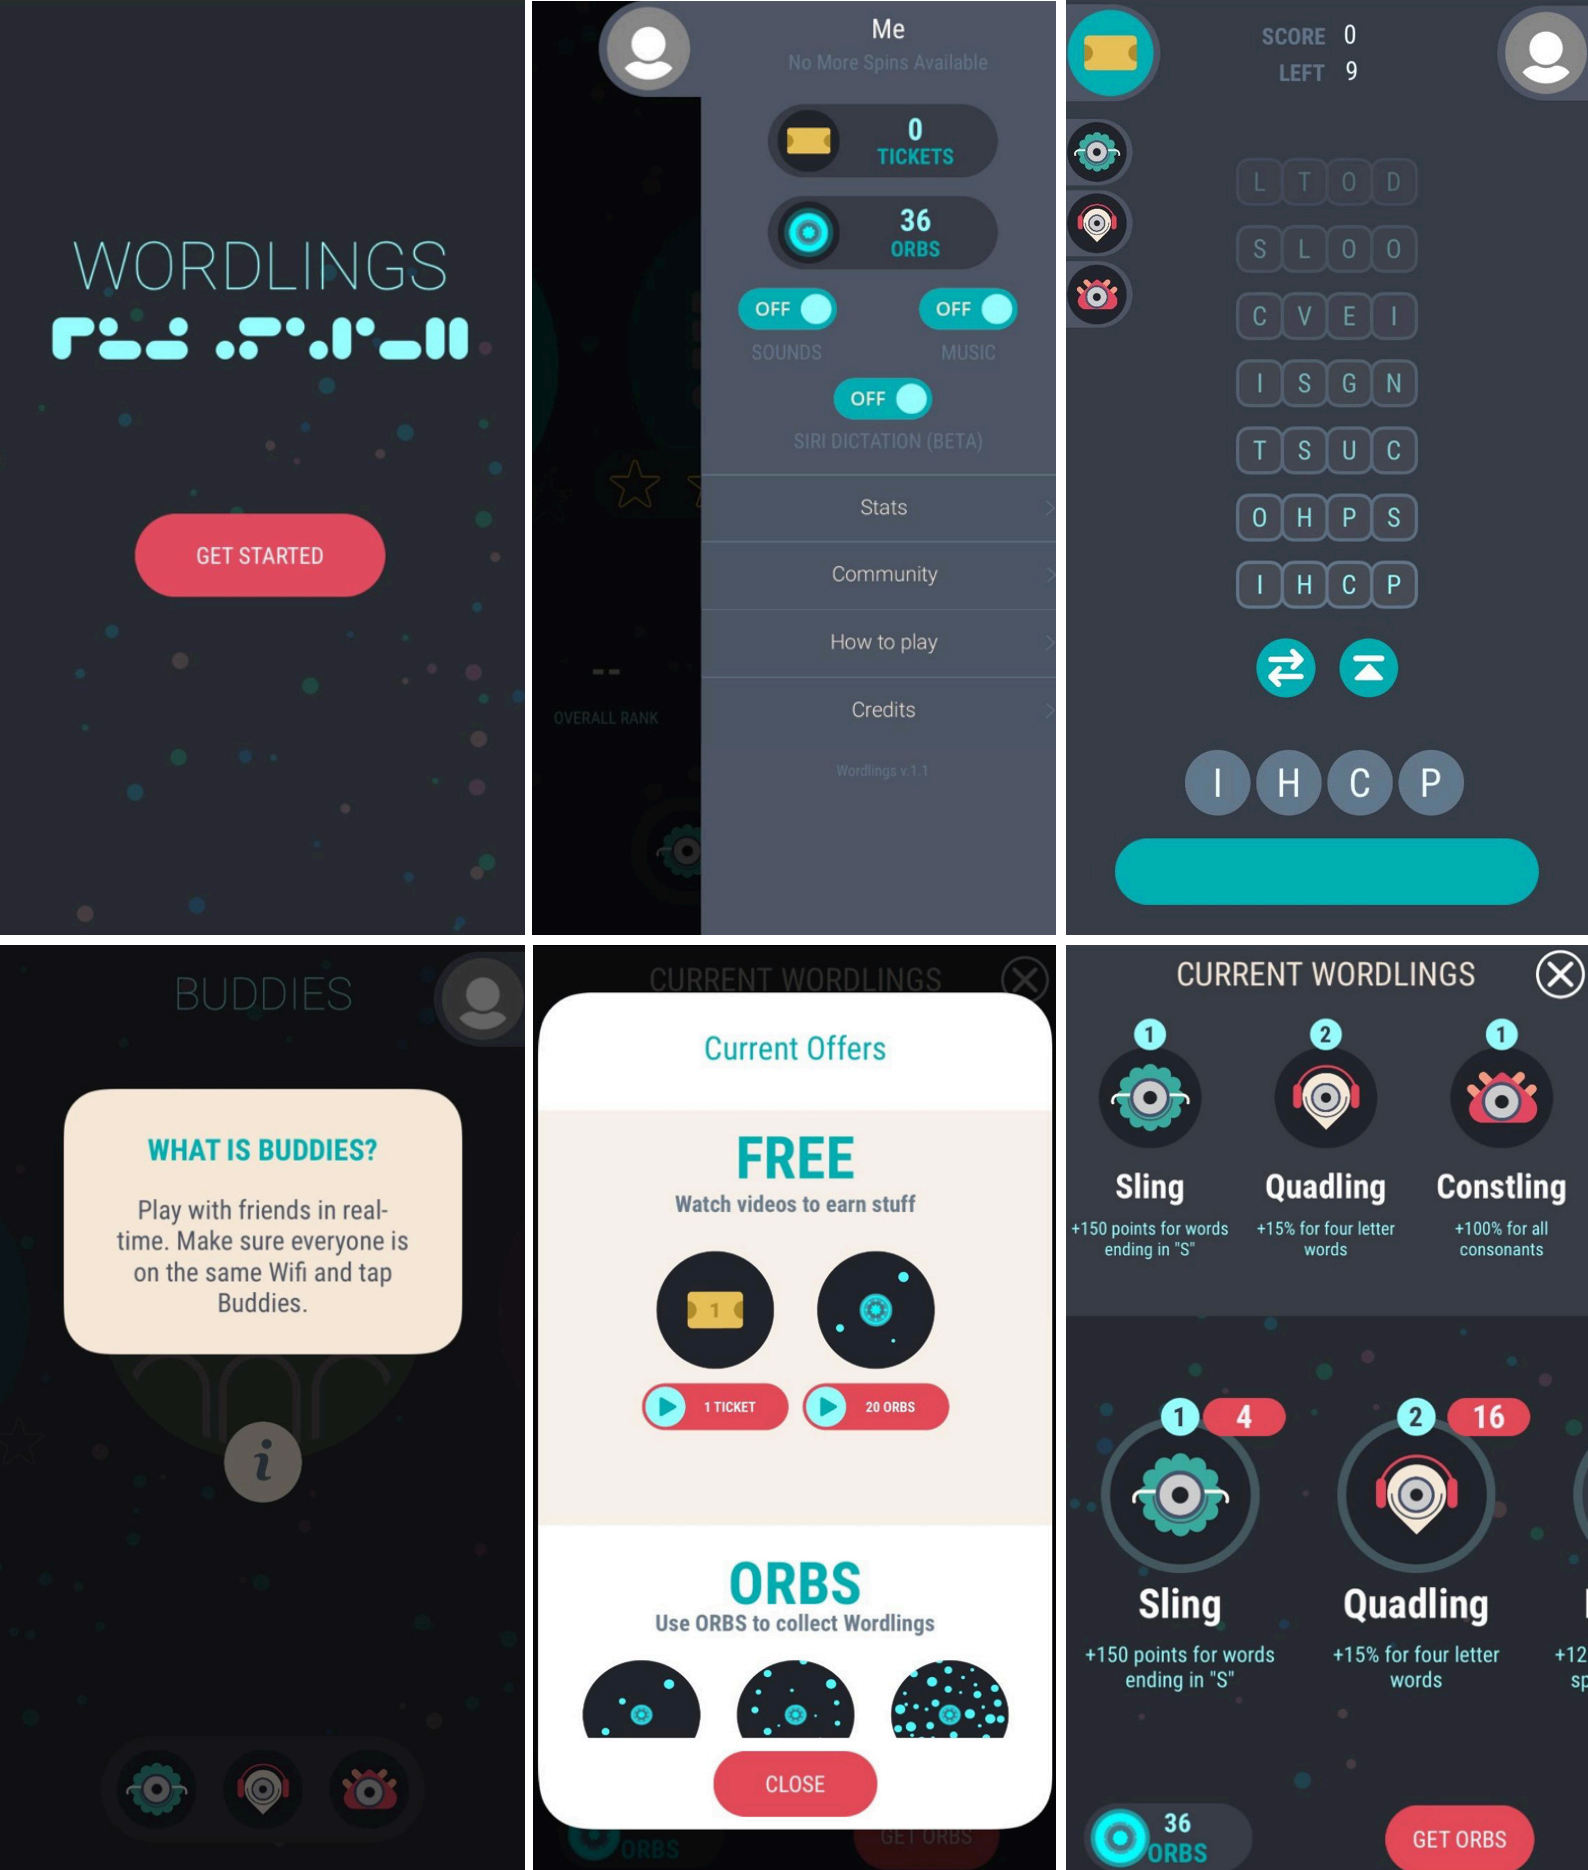 WORDLINGS
GET STARTED
Me
No More Spins Available
0
TICKETS
36
ORBS
OFF
OFF
SOUNDS
MUSIC
OFF
SIRI DICTATION (BETA)
Stats
Community
How to play
Credits
Wordlings v.1.1
--
OVERALL RANK
SCORE 0
LEFT 9
L T O D
S L O O
C V E I
I S G N
T S U C
O H P S
I H C P
I H C P
BUDDIES
WHAT IS BUDDIES?
Play with friends in real-
time. Make sure everyone is
on the same Wifi and tap
Buddies.
i
CURRENT WORDLINGS
Current Offers
FREE
Watch videos to earn stuff
1
1 TICKET
20 ORBS
ORBS
Use ORBS to collect Wordlings
CLOSE
ORBS
GET ORBS
CURRENT WORDLINGS
1
2
1
Sling
Quadling
Constling
+150 points for words
ending in "S"
+15% for four letter
words
+100% for all
consonants
1 4
2 16
Sling
Quadling
+150 points for words
ending in "S"
+15% for four letter
words
+12
sp
36
ORBS
GET ORBS